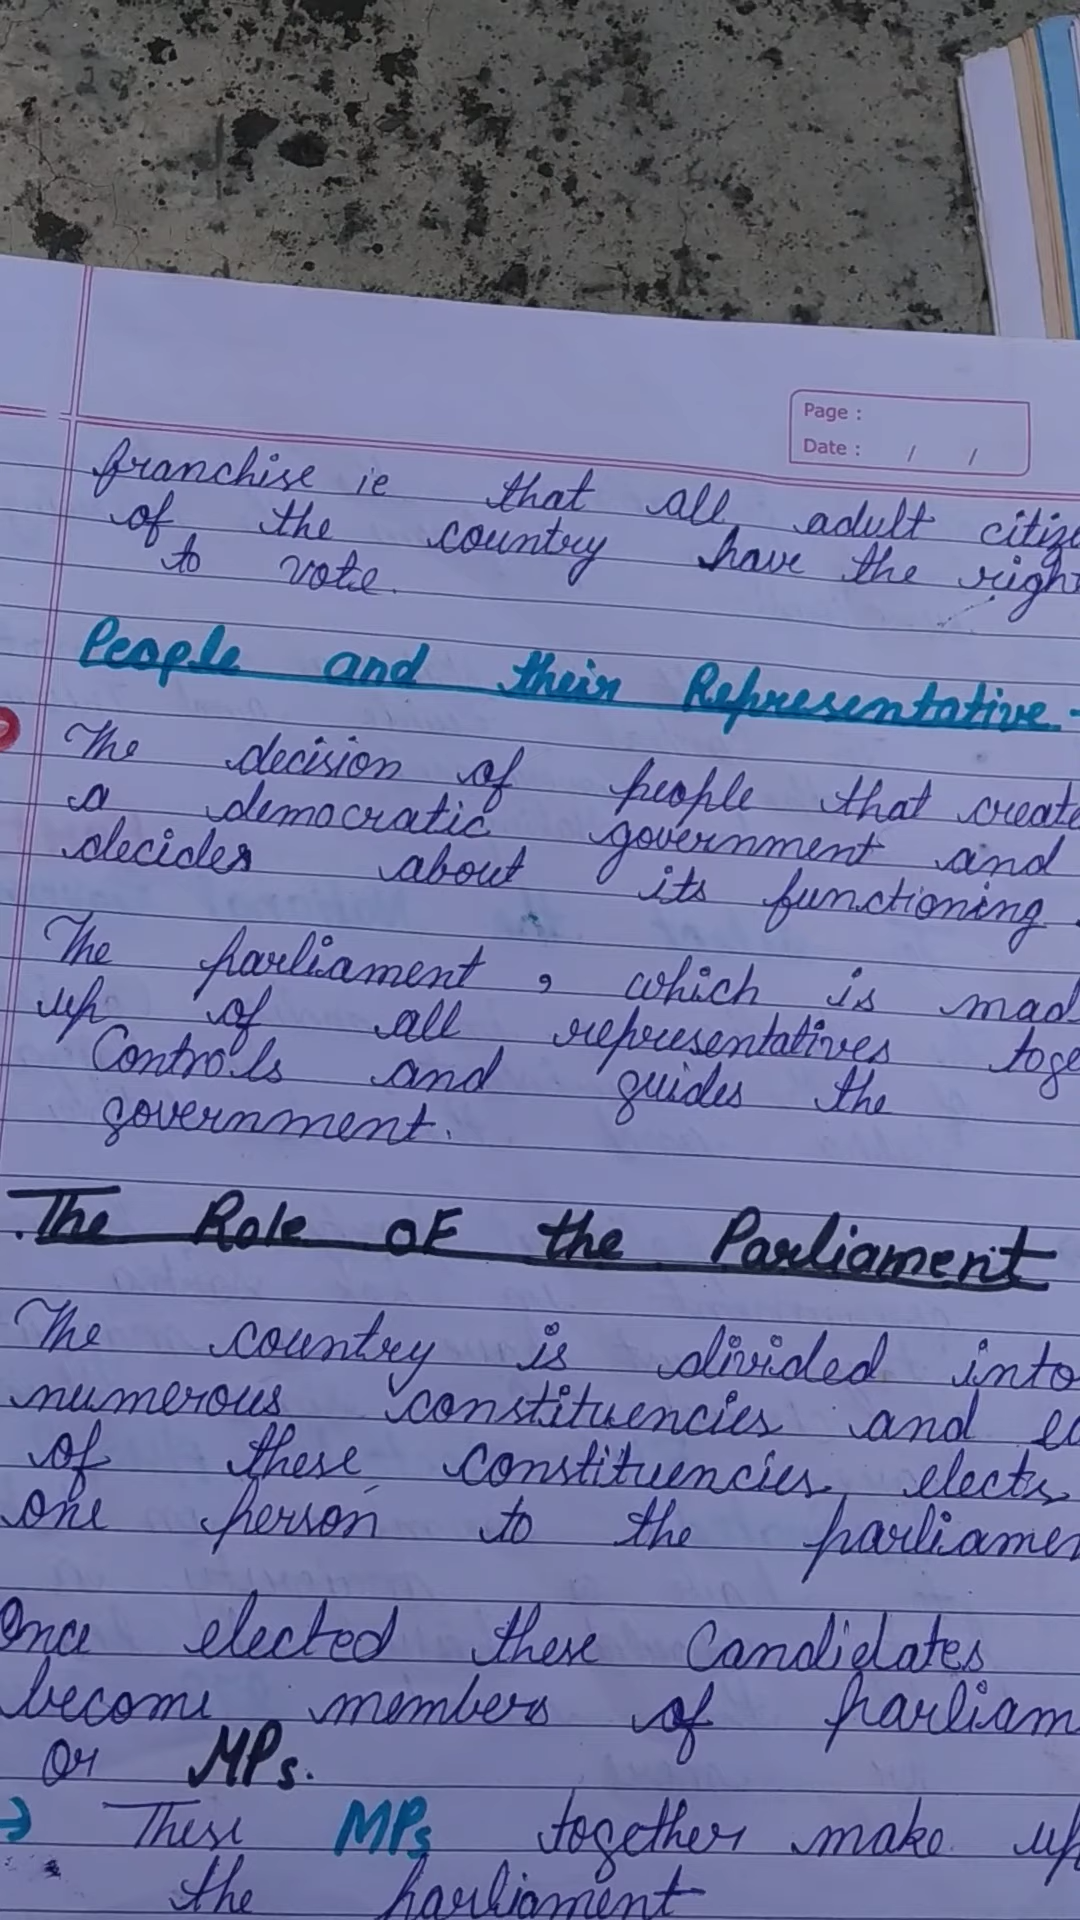 Page :
Date : / /
franchise ie that all adult citize
of the country have the right
to vote.
People and their Representative.-
The decision of people that create
a democratic government and
decides about its functioning.
The parliament, which is mad
up of all representatives toge
Controls and guides the
government.
The Role of the Parliament
The country is divided into
numerous constituencies and ea
of these constituencies elects
one person to the parliamen
Once elected these Candidates
become members of parliam
or MPs.
→ These MPs together make up
the parliament